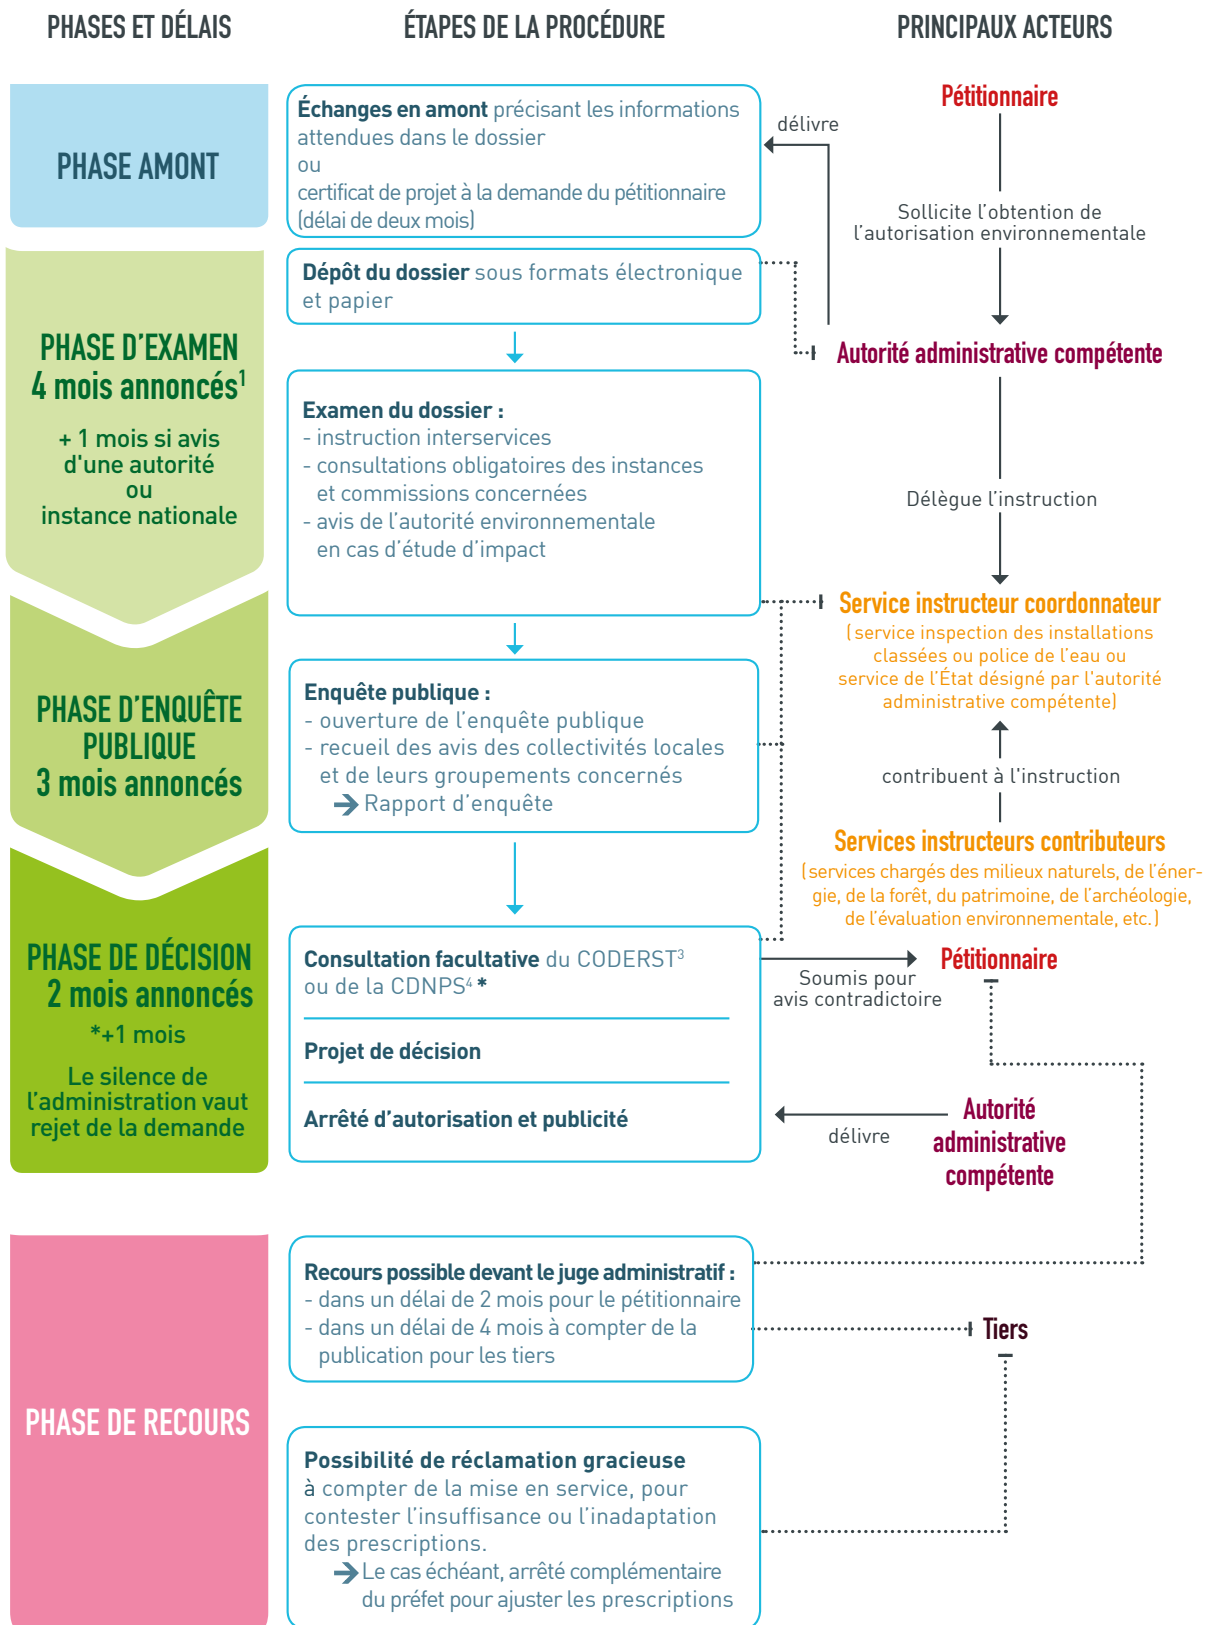 PHASES ET DÉLAIS
ÉTAPES DE LA PROCÉDURE
PRINCIPAUX ACTEURS
PHASE AMONT
Échanges en amont précisant les informations
attendues dans le dossier
ou
certificat de projet à la demande du pétitionnaire
(délai de deux mois)
délivre
Pétitionnaire
Sollicite l’obtention de
l’autorisation environnementale
PHASE D’EXAMEN
4 mois annoncés¹
+ 1 mois si avis
d'une autorité
ou
instance nationale
Dépôt du dossier sous formats électronique
et papier
Autorité administrative compétente
Examen du dossier :
- instruction interservices
- consultations obligatoires des instances
et commissions concernées
- avis de l’autorité environnementale
en cas d’étude d’impact
Délègue l’instruction
Service instructeur coordonnateur
(service inspection des installations
classées ou police de l’eau ou
service de l’État désigné par l'autorité
administrative compétente)
PHASE D’ENQUÊTE
PUBLIQUE
3 mois annoncés
Enquête publique :
- ouverture de l’enquête publique
- recueil des avis des collectivités locales
et de leurs groupements concernés
➔ Rapport d’enquête
contribuent à l'instruction
Services instructeurs contributeurs
(services chargés des milieux naturels, de l’éner-
gie, de la forêt, du patrimoine, de l’archéologie,
de l’évaluation environnementale, etc.)
PHASE DE DÉCISION
2 mois annoncés
*+1 mois
Le silence de
l’administration vaut
rejet de la demande
Consultation facultative du CODERST³
ou de la CDNPS⁴ *
Projet de décision
Arrêté d’autorisation et publicité
Soumis pour
avis contradictoire
Pétitionnaire
délivre
Autorité
administrative
compétente
PHASE DE RECOURS
Recours possible devant le juge administratif :
- dans un délai de 2 mois pour le pétitionnaire
- dans un délai de 4 mois à compter de la
publication pour les tiers
Tiers
Possibilité de réclamation gracieuse
à compter de la mise en service, pour
contester l’insuffisance ou l’inadaptation
des prescriptions.
➔ Le cas échéant, arrêté complémentaire
du préfet pour ajuster les prescriptions